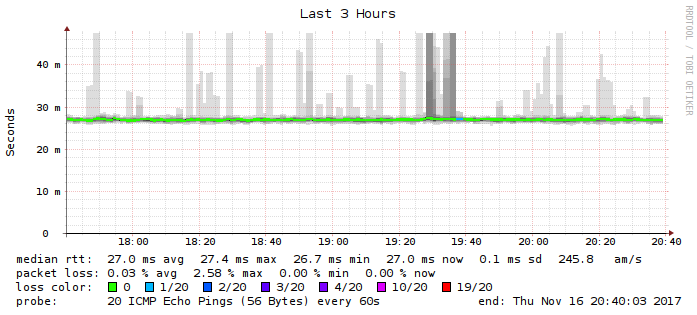 Last 3 Hours
RRDTOOL / TOBI OETIKER
Seconds
40 m
30 m
20 m
10 m
0
18:00 18:20 18:40 19:00 19:20 19:40 20:00 20:20 20:40
median rtt: 27.0 ms avg 27.4 ms max 26.7 ms min 27.0 ms now 0.1 ms sd 245.8 am/s
packet loss: 0.03 % avg 2.58 % max 0.00 % min 0.00 % now
loss color: 0 1/20 2/20 3/20 4/20 10/20 19/20
probe: 20 ICMP Echo Pings (56 Bytes) every 60s end: Thu Nov 16 20:40:03 2017